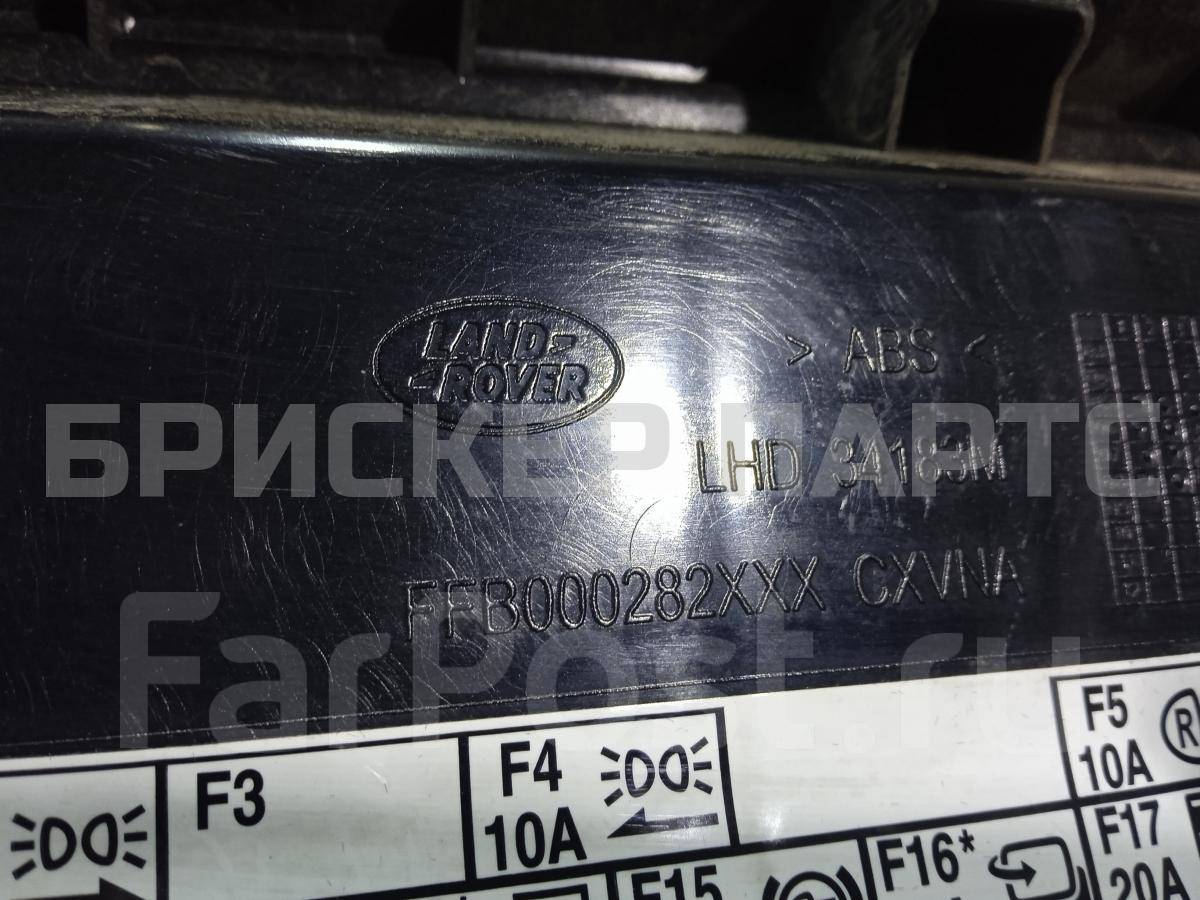 LAND-
-ROVER
> ABS <
БРИСКЕР ПАРТС
LHD 3A183M
FFB000282XXX CXVNA
FarPost.ru
F3
F4
10A
F5
10A
R
F15
F16*
F17
20A